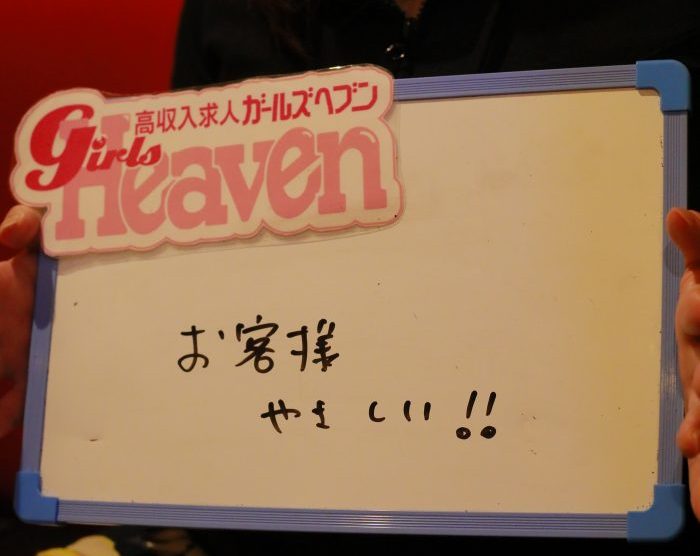 高収入求人ガールズヘブン
Girls
Heaven
お客様
やさしい!!